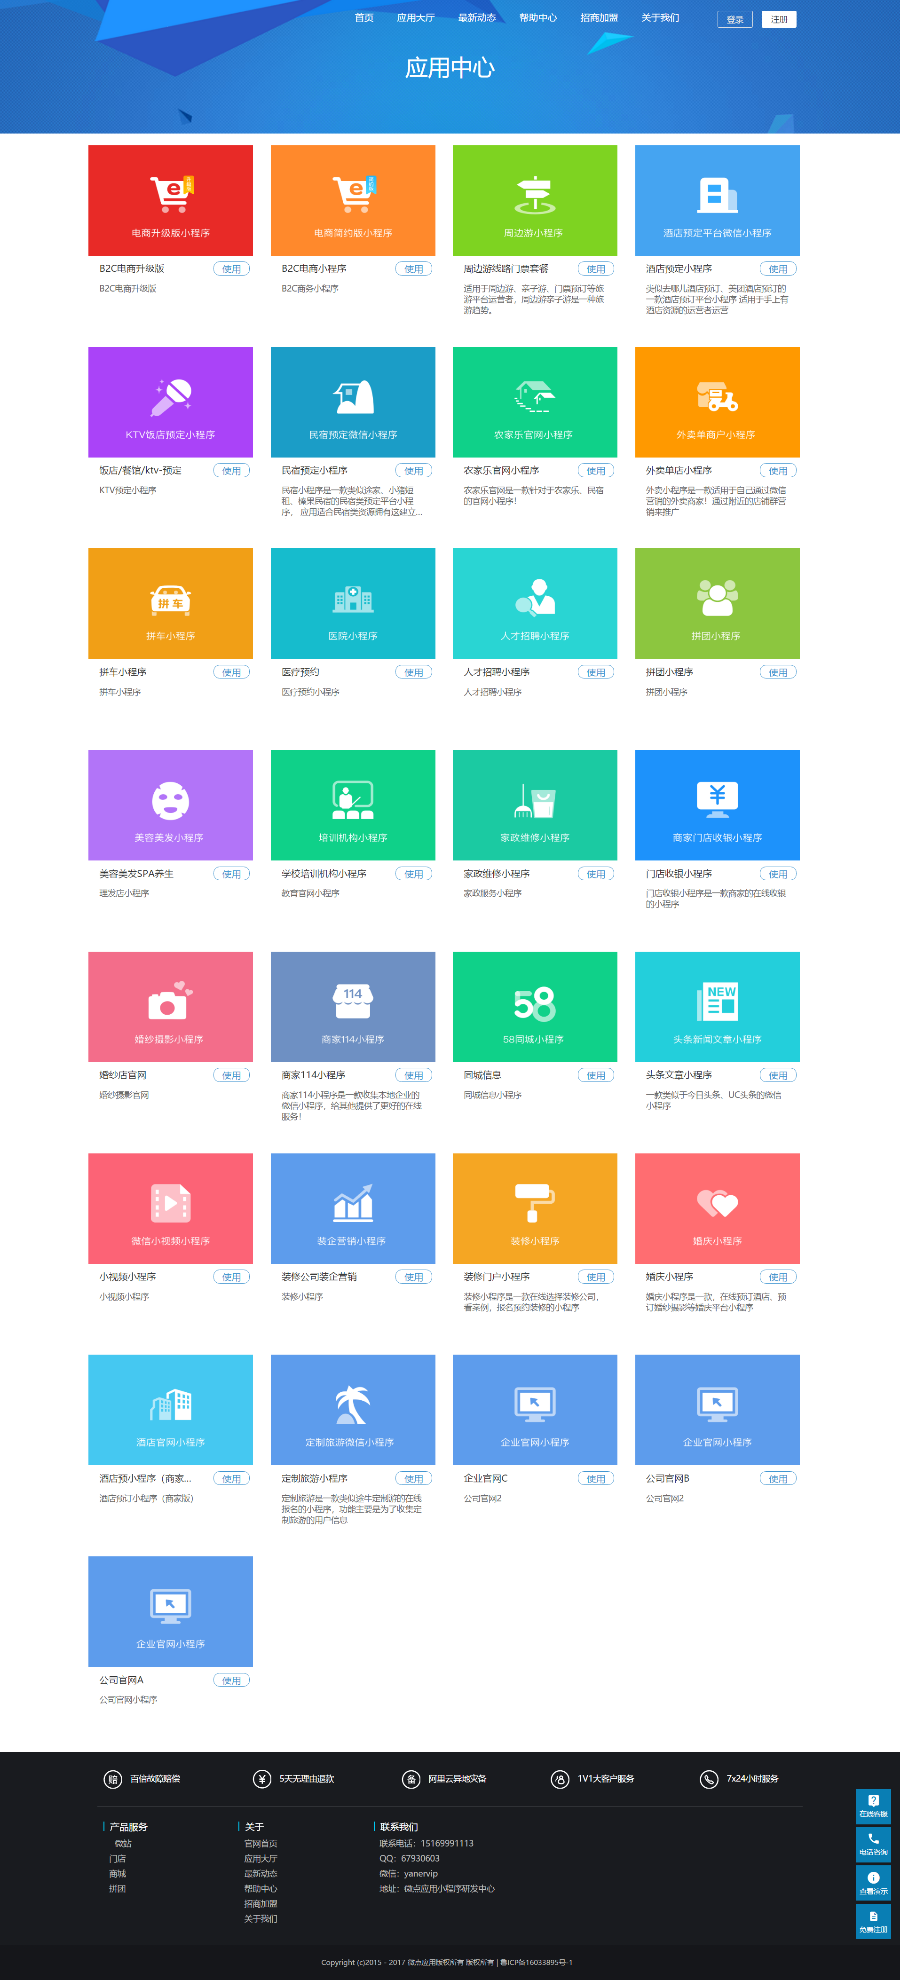 首页 应用大厅 最新动态 帮助中心 招商加盟 关于我们 登录 注册
应用中心
电商升级版小程序 电商简约版小程序 周边游小程序 酒店预定平台微信小程序
B2C电商升级版 使用 B2C电商小程序 使用 周边游线路门票套餐 使用 酒店预定小程序 使用
B2C电商升级版
B2C商务小程序
适用于周边游、亲子游、门票预订等旅
游平台运营者，周边游亲子游是一种旅
游趋势。
类似去哪儿酒店预订、美团酒店预订的
一款酒店预订平台小程序 适用于手上有
酒店资源的运营者运营
KTV饭店预定小程序 民宿预定微信小程序 农家乐官网小程序 外卖单商户小程序
饭店/餐馆/ktv-预定 使用 民宿预定小程序 使用 农家乐官网小程序 使用 外卖单店小程序 使用
KTV预定小程序
民宿小程序是一款类似途家、小猪短
租、榛果民宿的民宿类预定平台小程
序， 应用适合民宿类资源拥有这建立...
农家乐官网是一款针对于农家乐、民宿
的官网小程序！
外卖小程序是一款适用于自己通过微信
营销的外卖商家！通过附近的店铺群营
销来推广
拼车
拼车小程序 医院小程序 人才招聘小程序 拼团小程序
拼车小程序 使用 医疗预约 使用 人才招聘小程序 使用 拼团小程序 使用
拼车小程序 医疗预约小程序 人才招聘小程序 拼团小程序
美容美发小程序 培训机构小程序 家政维修小程序 商家门店收银小程序
美容美发SPA养生 使用 学校培训机构小程序 使用 家政维修小程序 使用 门店收银小程序 使用
理发店小程序 教育官网小程序 家政服务小程序
门店收银小程序是一款商家的在线收银
的小程序
114 58 NEW
婚纱摄影小程序 商家114小程序 58同城小程序 头条新闻文章小程序
婚纱店官网 使用 商家114小程序 使用 同城信息 使用 头条文章小程序 使用
婚纱摄影官网
商家114小程序是一款收集本地企业的
微信小程序，给其他提供了更好的在线
服务！
同城信息小程序
一款类似于今日头条、UC头条的微信
小程序
微信小视频小程序 装企营销小程序 装修小程序 婚庆小程序
小视频小程序 使用 装修公司装企营销 使用 装修门户小程序 使用 婚庆小程序 使用
小视频小程序 装修小程序
装修小程序是一款在线选择装修公司，
看案例，报名预约装修的小程序
婚庆小程序是一款、在线预订酒店、预
订婚纱摄影等婚庆平台小程序
酒店官网小程序 定制旅游微信小程序 企业官网小程序 企业官网小程序
酒店预小程序（商家... 使用 定制旅游小程序 使用 企业官网C 使用 公司官网B 使用
酒店预订小程序（商家版）
定制旅游是一款类似途牛定制游的在线
报名的小程序，功能主要是为了收集定
制旅游的用户信息
公司官网2 公司官网2
企业官网小程序
公司官网A 使用
公司官网小程序
赔 百倍故障赔偿 ¥ 5天无理由退款 备 阿里云异地灾备 1V1大客户服务 7x24小时服务
产品服务
微站
门店
商城
拼团
关于
官网首页
应用大厅
最新动态
帮助中心
招商加盟
关于我们
联系我们
联系电话：15169991113
QQ：67930603
微信：yanervip
地址：微点应用小程序研发中心
在线客服
电话咨询
查看演示
免费注册
Copyright (c)2015 - 2017 微点应用版权所有 版权所有 | 鲁ICP备16033895号-1